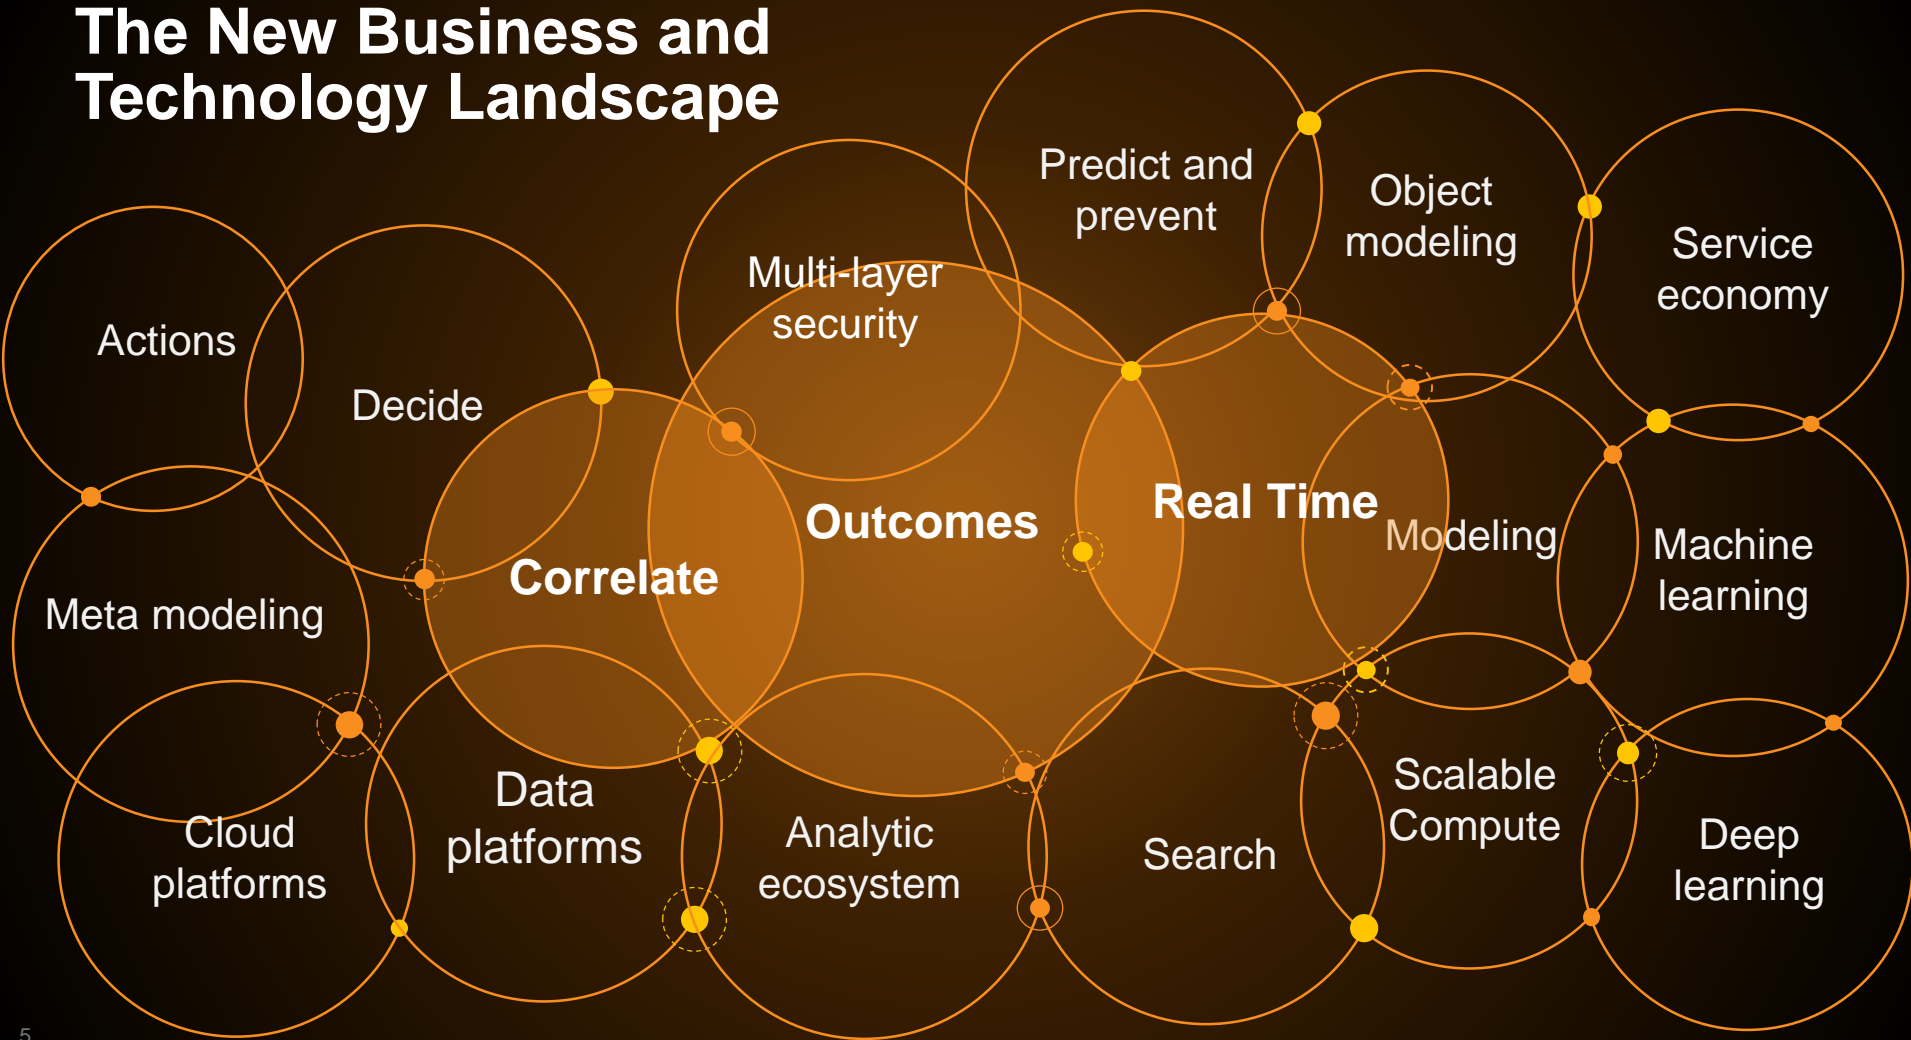 The New Business and
Technology Landscape
Predict and
prevent
Object
modeling
Service
economy
Multi-layer
security
Actions
Decide
Outcomes
Real Time
Modeling
Machine
learning
Correlate
Meta modeling
Cloud
platforms
Data
platforms
Analytic
ecosystem
Search
Scalable
Compute
Deep
learning
5